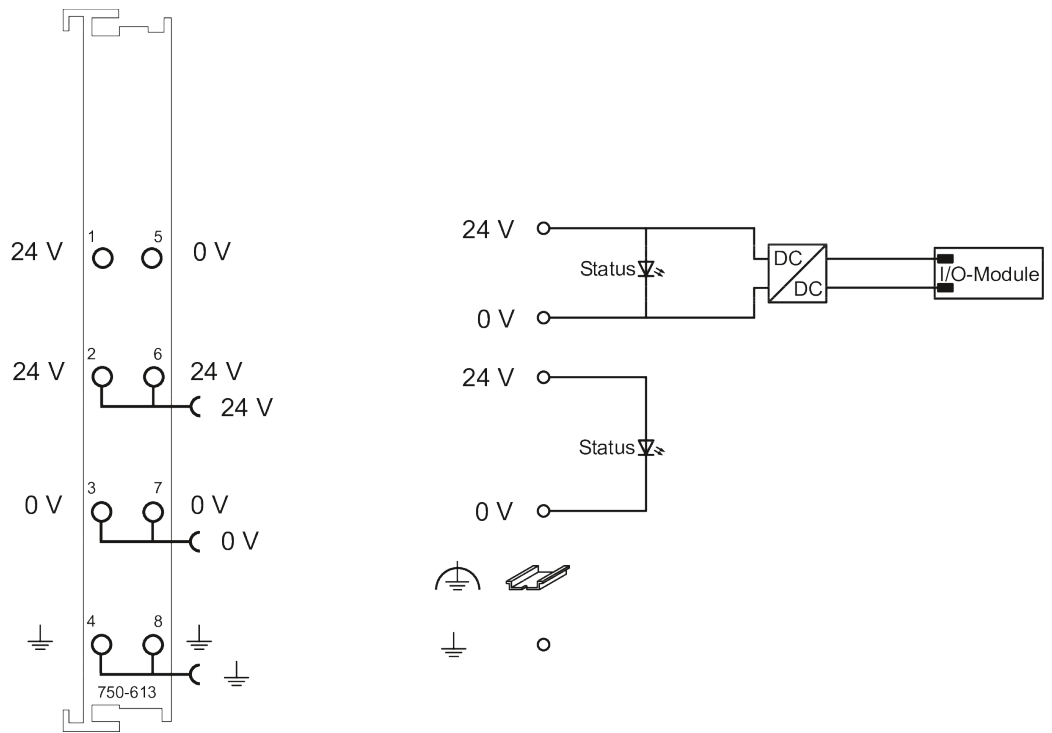 1 5
24 V 0 V
2 6
24 V 24 V
24 V
3 7
0 V 0 V
0 V
4 8
750-613
24 V
Status
0 V
DC
DC
I/O-Module
24 V
Status
0 V